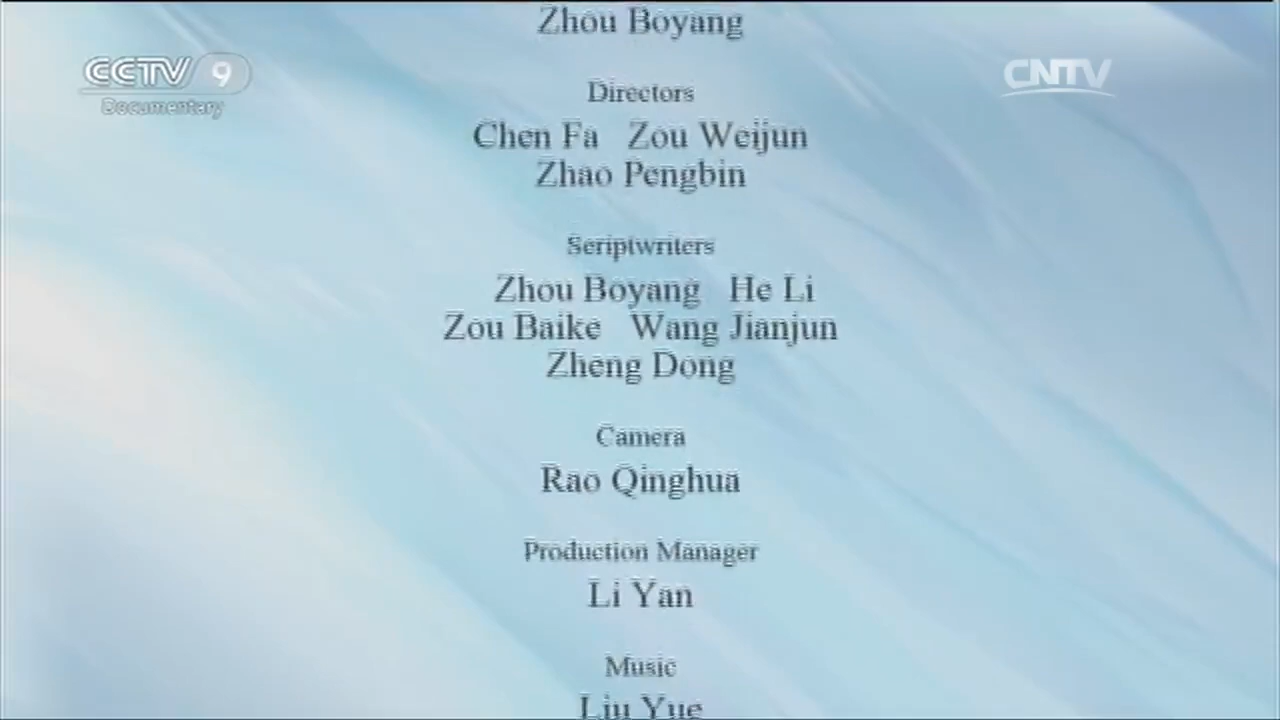 Zhou Boyang
CCTV 9
Documentary
CNTV
Directors
Chen Fa Zou Weijun
Zhao Pengbin
Scriptwriters
Zhou Boyang He Li
Zou Baike Wang Jianjun
Zheng Dong
Camera
Rao Qinghua
Production Manager
Li Yan
Music
Liu Yue